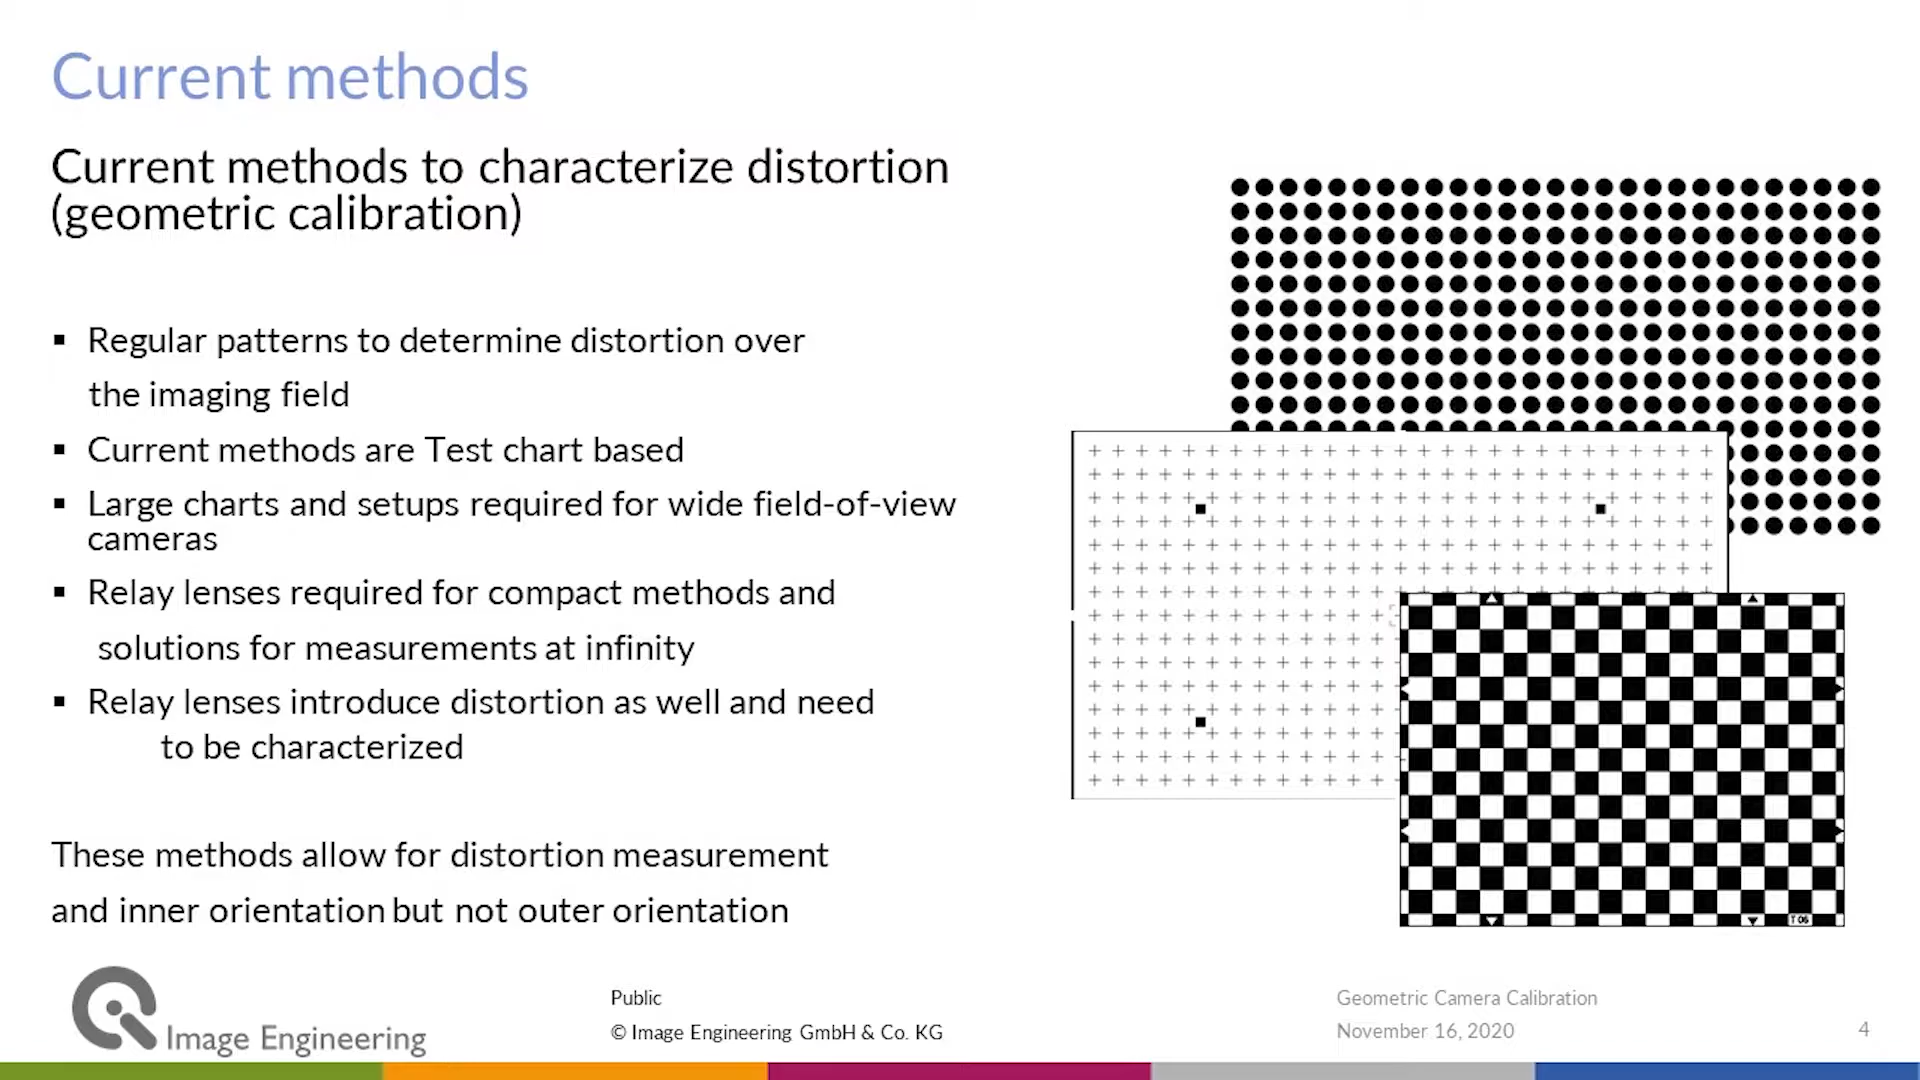 Current methods
Current methods to characterize distortion
(geometric calibration)
▪ Regular patterns to determine distortion over
the imaging field
▪ Current methods are Test chart based
▪ Large charts and setups required for wide field-of-view
cameras
▪ Relay lenses required for compact methods and
solutions for measurements at infinity
▪ Relay lenses introduce distortion as well and need
to be characterized
These methods allow for distortion measurement
and inner orientation but not outer orientation
T 06
Image Engineering
Public
© Image Engineering GmbH & Co. KG
Geometric Camera Calibration
November 16, 2020
4